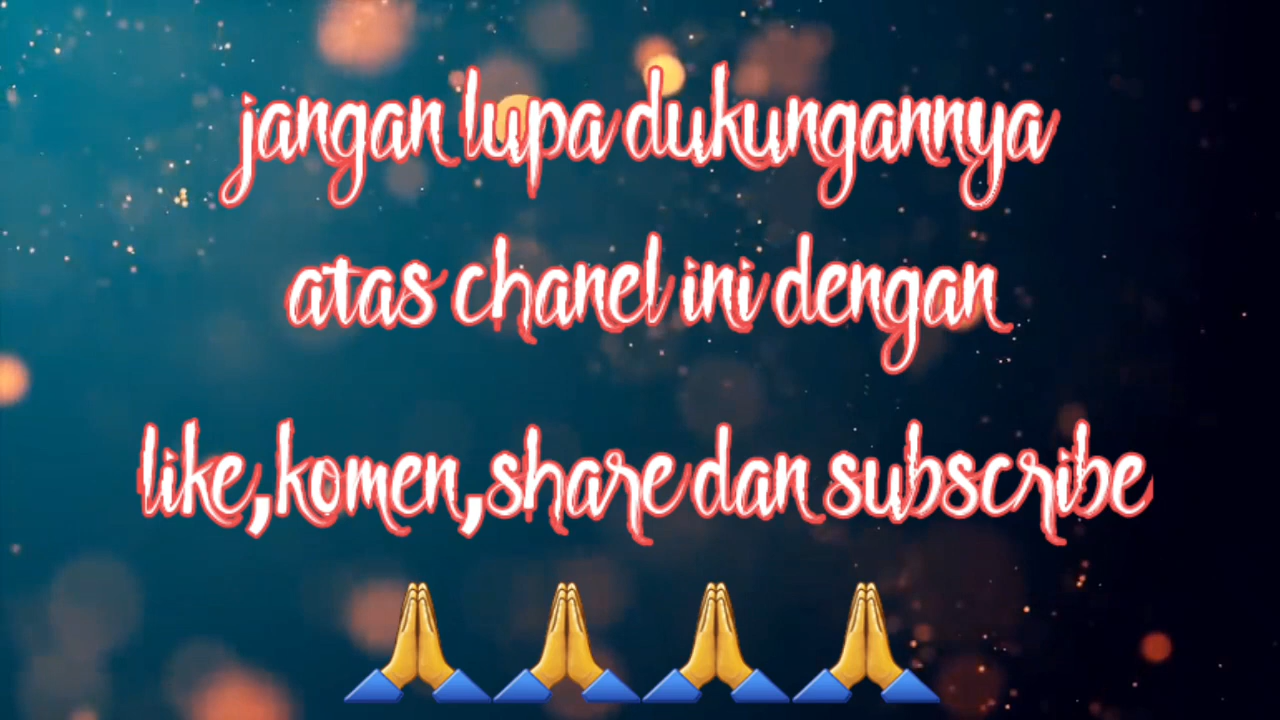 jangan lupa dukungannya
atas chanel ini dengan
like,komen,share dan subscribe
🙏🙏🙏🙏